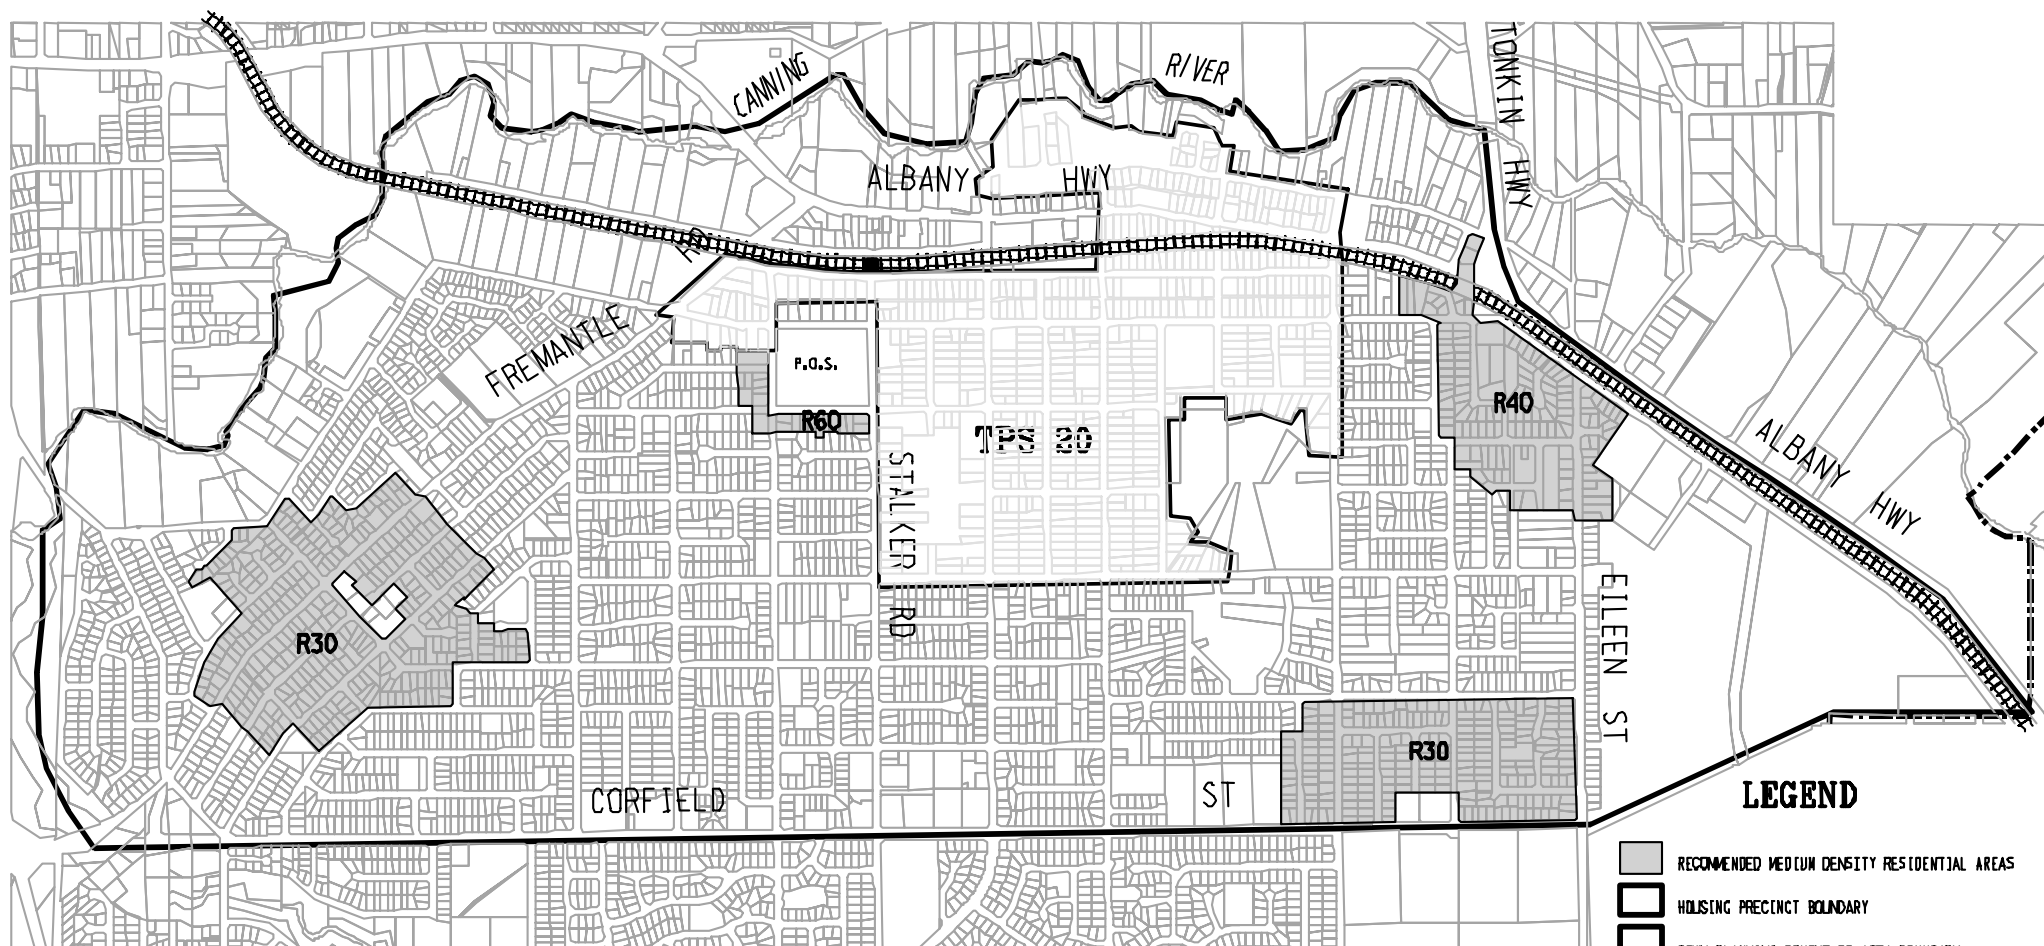 CANNING
RIVER
TONKIN HWY
ALBANY HWY
RD
FREMANTLE
P.O.S.
R60
R40
TPS 20
STALKER RD
ALBANY HWY
R30
EILEEN ST
R30
CORFIELD ST
LEGEND
RECOMMENDED MEDIUM DENSITY RESIDENTIAL AREAS
HOUSING PRECINCT BOUNDARY